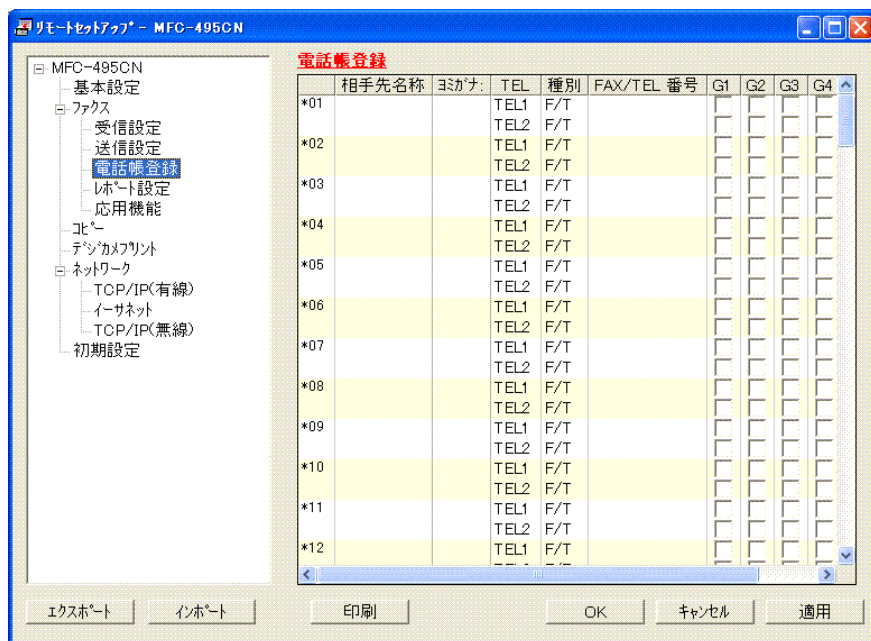 ﾘﾓｰﾄｾｯﾄｱｯﾌﾟ - MFC-495CN
MFC-495CN
基本設定
ﾌｧｸｽ
受信設定
送信設定
電話帳登録
ﾚﾎﾟｰﾄ設定
応用機能
ｺﾋﾟｰ
ﾃﾞｼﾞｶﾒﾌﾟﾘﾝﾄ
ﾈｯﾄﾜｰｸ
TCP/IP(有線)
ｲｰｻﾈｯﾄ
TCP/IP(無線)
初期設定
電話帳登録
相手先名称 ﾖﾐｶﾞﾅ: TEL 種別 FAX/TEL 番号 G1 G2 G3 G4
*01 TEL1 F/T
TEL2 F/T
*02 TEL1 F/T
TEL2 F/T
*03 TEL1 F/T
TEL2 F/T
*04 TEL1 F/T
TEL2 F/T
*05 TEL1 F/T
TEL2 F/T
*06 TEL1 F/T
TEL2 F/T
*07 TEL1 F/T
TEL2 F/T
*08 TEL1 F/T
TEL2 F/T
*09 TEL1 F/T
TEL2 F/T
*10 TEL1 F/T
TEL2 F/T
*11 TEL1 F/T
TEL2 F/T
*12 TEL1 F/T
ｴｸｽﾎﾟｰﾄ ｲﾝﾎﾟｰﾄ 印刷 OK ｷｬﾝｾﾙ 適用